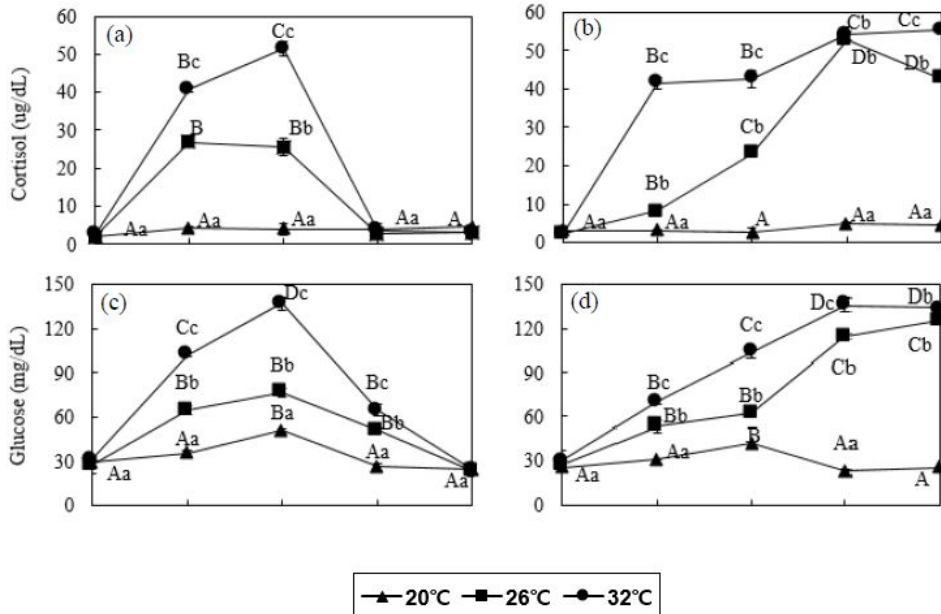 (a)
Cortisol (ug/dL)
60
50
40
30
20
10
0
Cc
Bc
B
Bb
Aa
Aa
Aa
Aa
A
(b)
60
50
40
30
20
10
0
Cb
Cc
Bc
Bc
Db
Db
Cb
Bb
Aa
Aa
A
Aa
Aa
(c)
Glucose (mg/dL)
150
120
90
60
30
0
Dc
Cc
Bb
Bb
Bc
Ba
Bb
Aa
Aa
Aa
Aa
(d)
150
120
90
60
30
0
Dc
Db
Cc
Cb
Cb
Bc
Bb
Bb
B
Aa
Aa
Aa
A
20℃ 26℃ 32℃